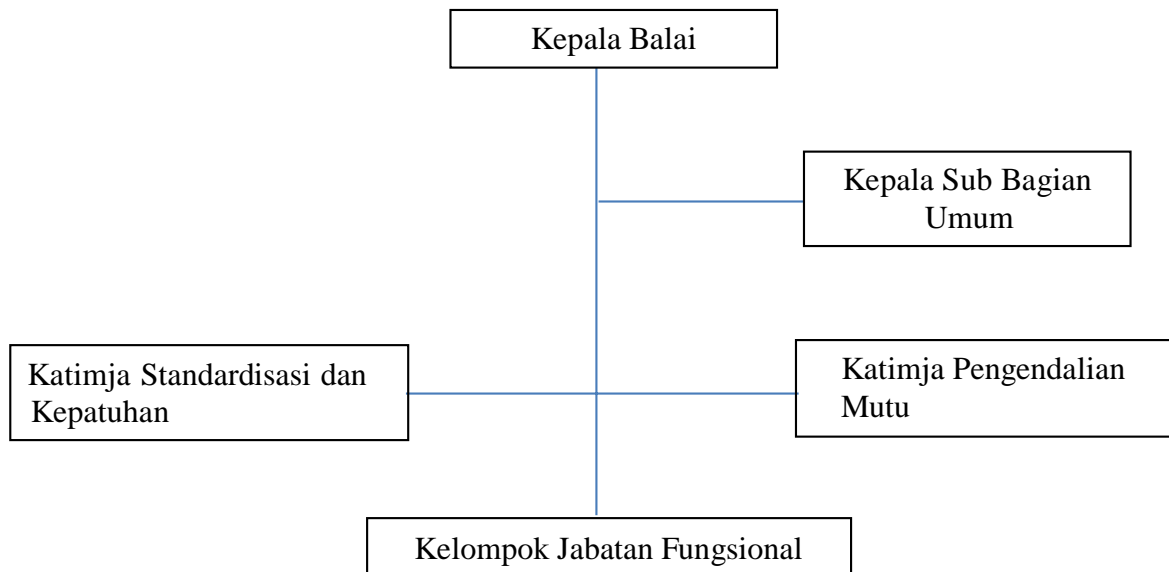 Kepala Balai
Kepala Sub Bagian
Umum
Katimja Standardisasi dan
Kepatuhan
Katimja Pengendalian
Mutu
Kelompok Jabatan Fungsional